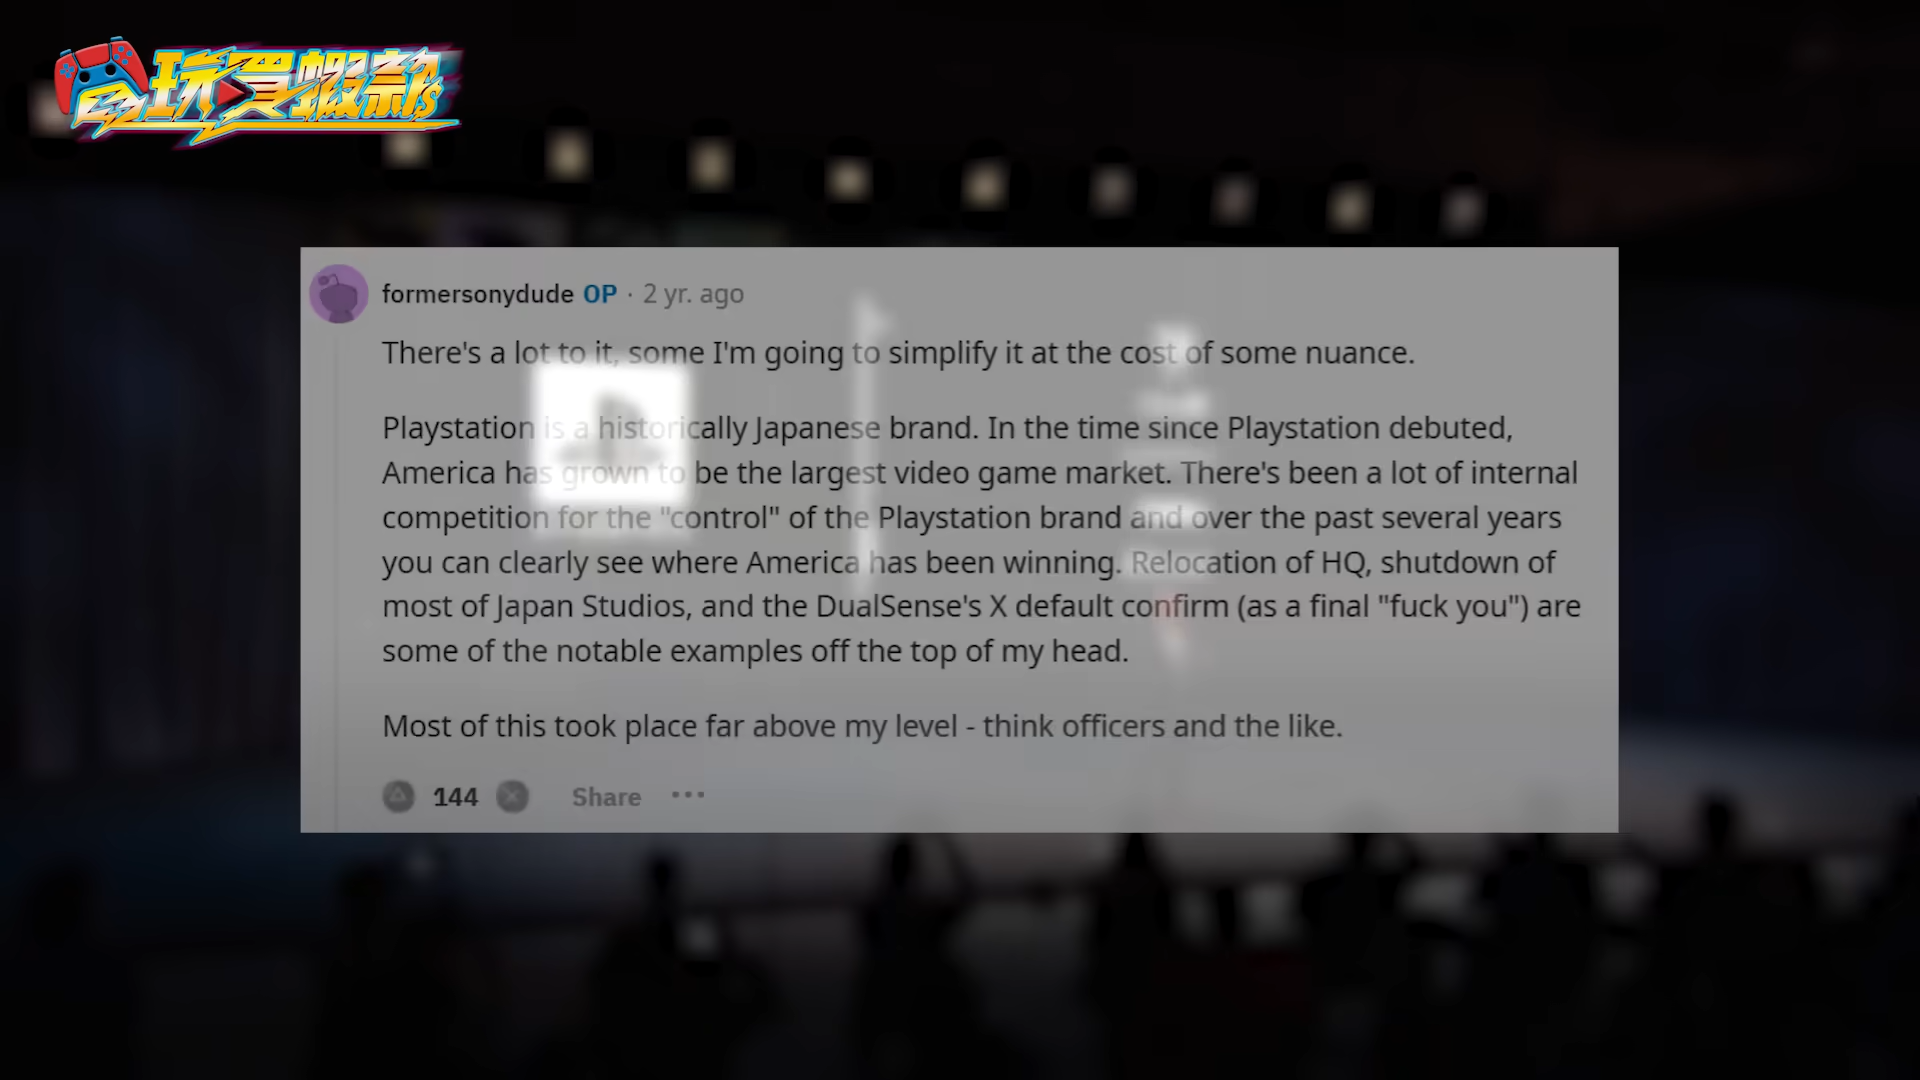 玩買蝦款
formersonydude OP · 2 yr. ago
There's a lot to it, some I'm going to simplify it at the cost of some nuance.
Playstation is a historically Japanese brand. In the time since Playstation debuted,
America has grown to be the largest video game market. There's been a lot of internal
competition for the "control" of the Playstation brand and over the past several years
you can clearly see where America has been winning. Relocation of HQ, shutdown of
most of Japan Studios, and the DualSense's X default confirm (as a final "fuck you") are
some of the notable examples off the top of my head.
Most of this took place far above my level - think officers and the like.
144 Share ···